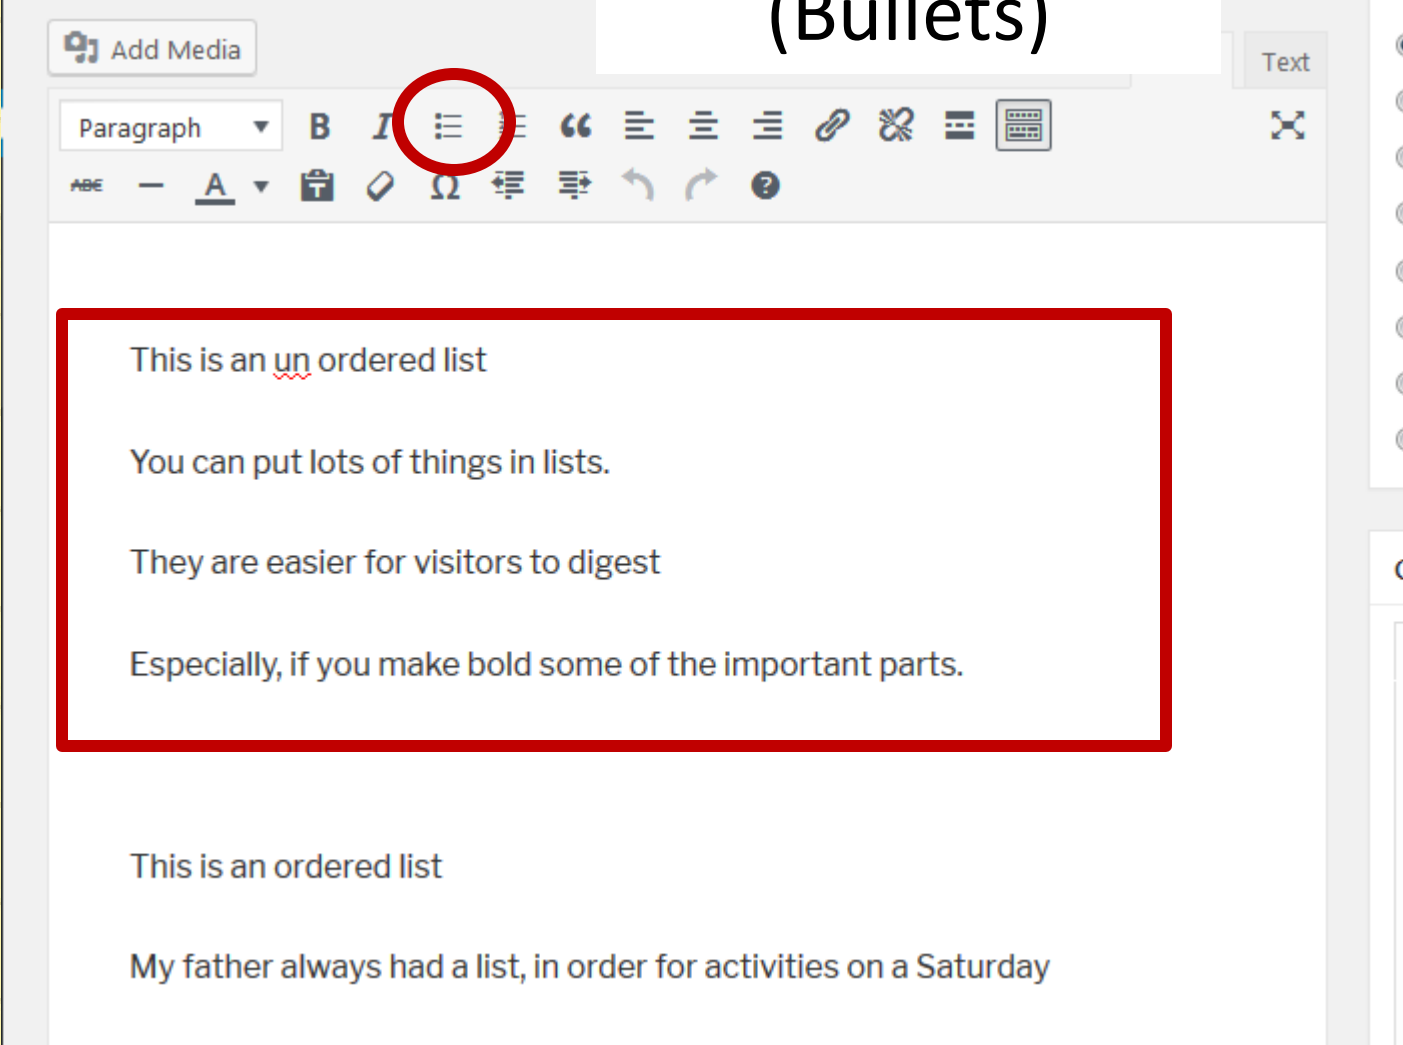 (Bullets)
Add Media
Text
Paragraph
B I
ABC A T Ω ?
This is an un ordered list
You can put lots of things in lists.
They are easier for visitors to digest
Especially, if you make bold some of the important parts.
This is an ordered list
My father always had a list, in order for activities on a Saturday